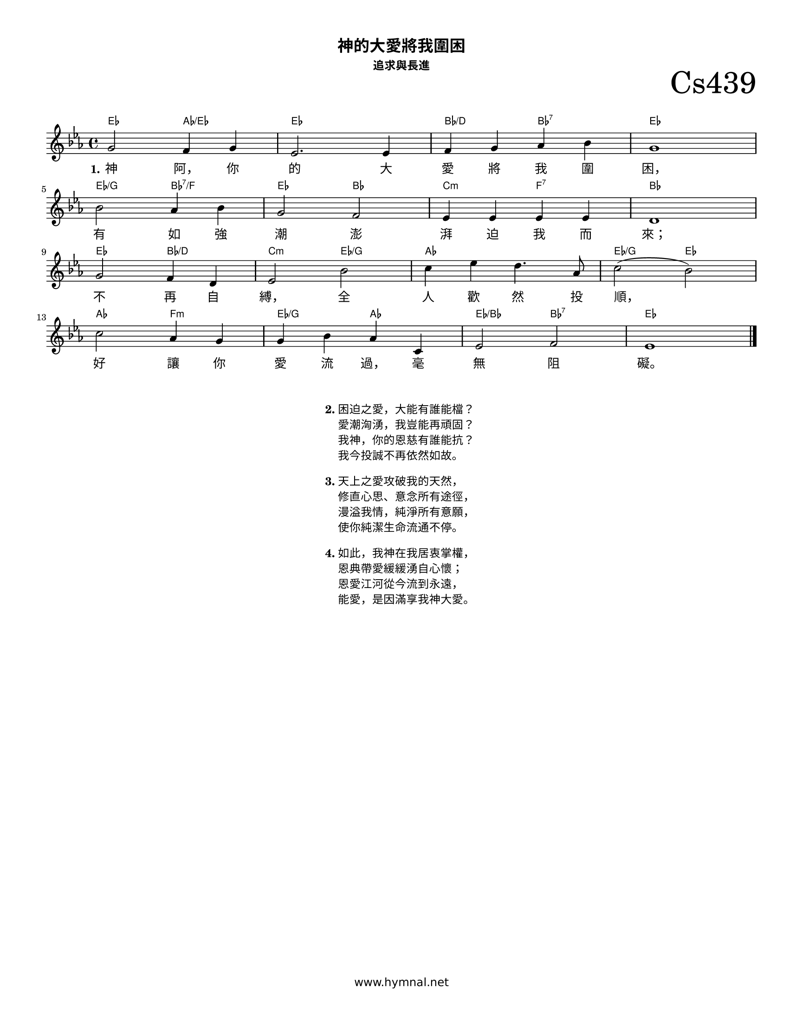 神的大愛將我圍困
追求與長進
Cs439
E♭ A♭/E♭ E♭ B♭/D B♭7 E♭
1. 神 阿， 你 的 大 愛 將 我 圍 困，
5 E♭/G B♭7/F E♭ B♭ Cm F7 B♭
有 如 強 潮 澎 湃 迫 我 而 來；
9 E♭ B♭/D Cm E♭/G A♭ E♭/G E♭
不 再 自 縛， 全 人 歡 然 投 順，
13 A♭ Fm E♭/G A♭ E♭/B♭ B♭7 E♭
好 讓 你 愛 流 過， 毫 無 阻 礙。
2. 困迫之愛，大能有誰能檔？
愛潮洶湧，我豈能再頑固？
我神，你的恩慈有誰能抗？
我今投誠不再依然如故。
3. 天上之愛攻破我的天然，
修直心思、意念所有途徑，
漫溢我情，純淨所有意願，
使你純潔生命流通不停。
4. 如此，我神在我居衷掌權，
恩典帶愛緩緩湧自心懷；
恩愛江河從今流到永遠，
能愛，是因滿享我神大愛。
www.hymnal.net